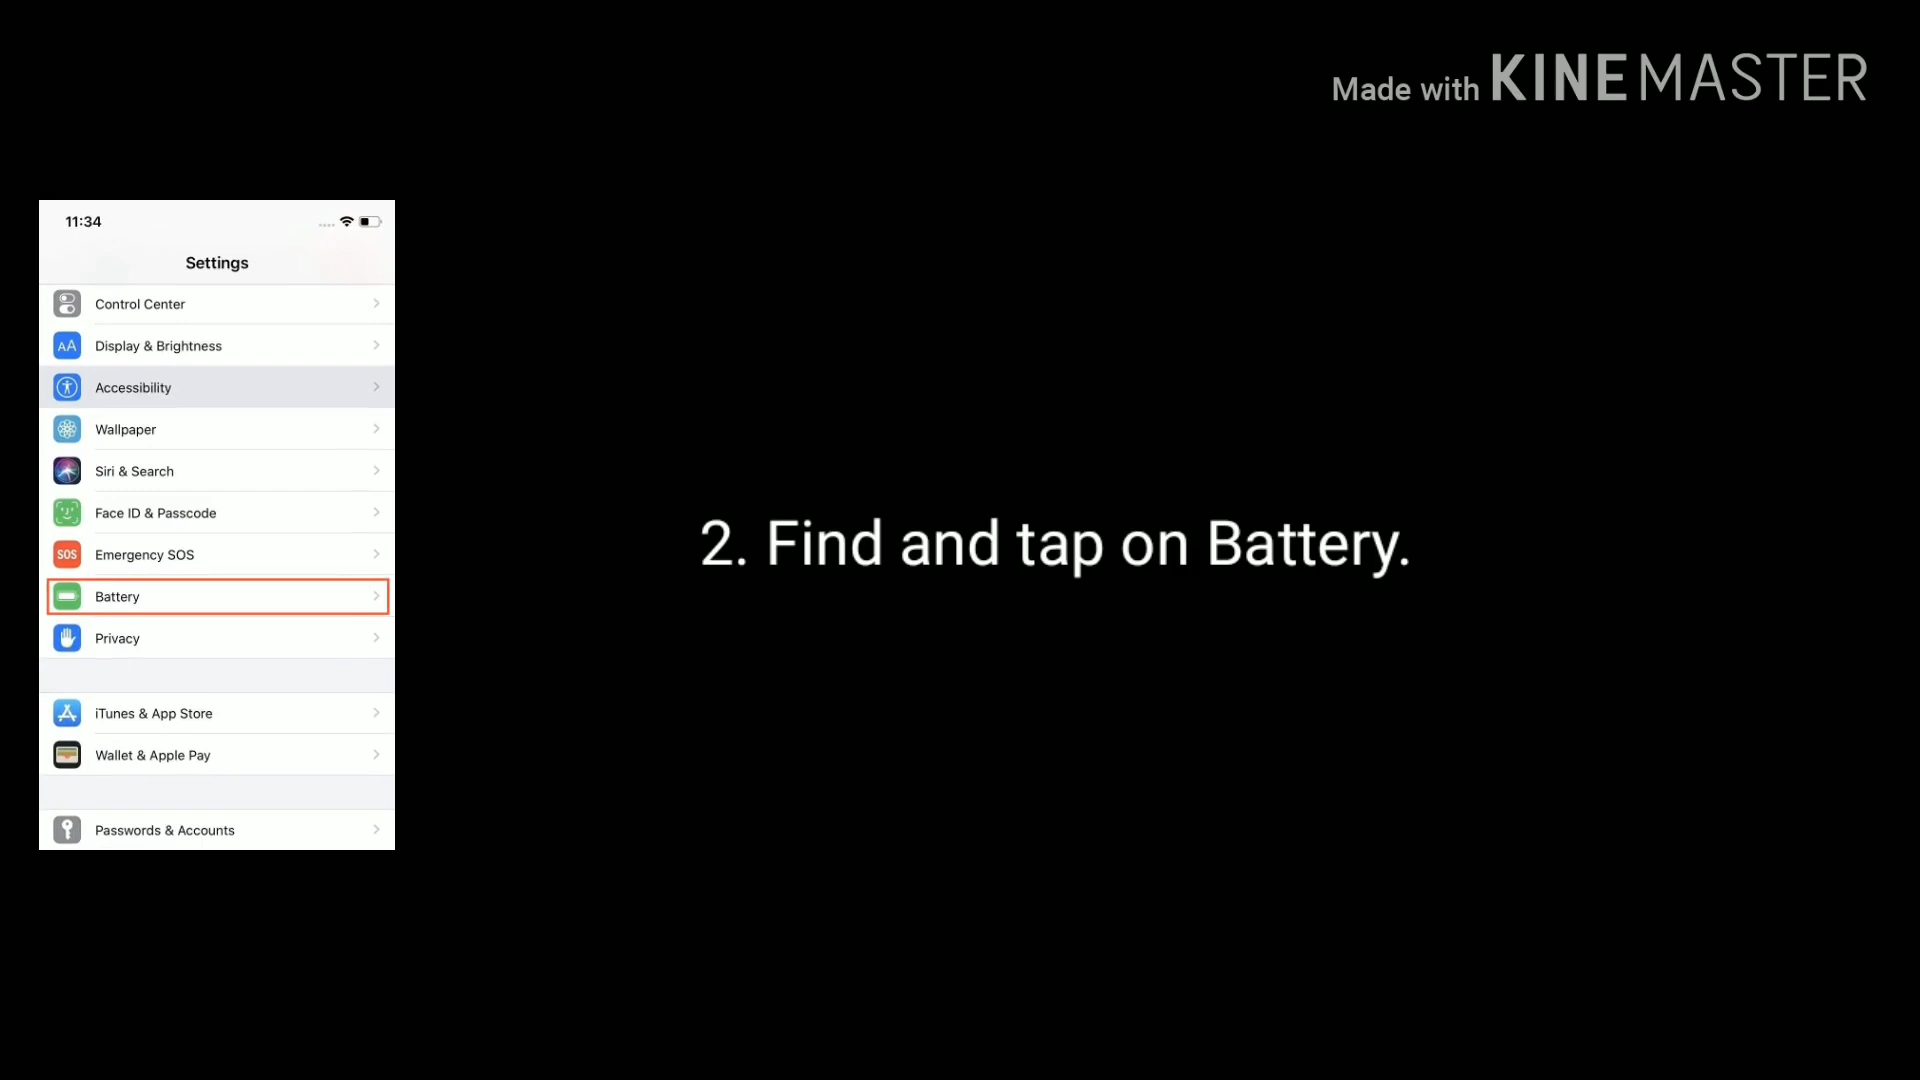 Made with KINEMASTER
11:34
Settings
Control Center
AA Display & Brightness
Accessibility
Wallpaper
Siri & Search
Face ID & Passcode
SOS Emergency SOS
Battery
Privacy
iTunes & App Store
Wallet & Apple Pay
Passwords & Accounts
2. Find and tap on Battery.